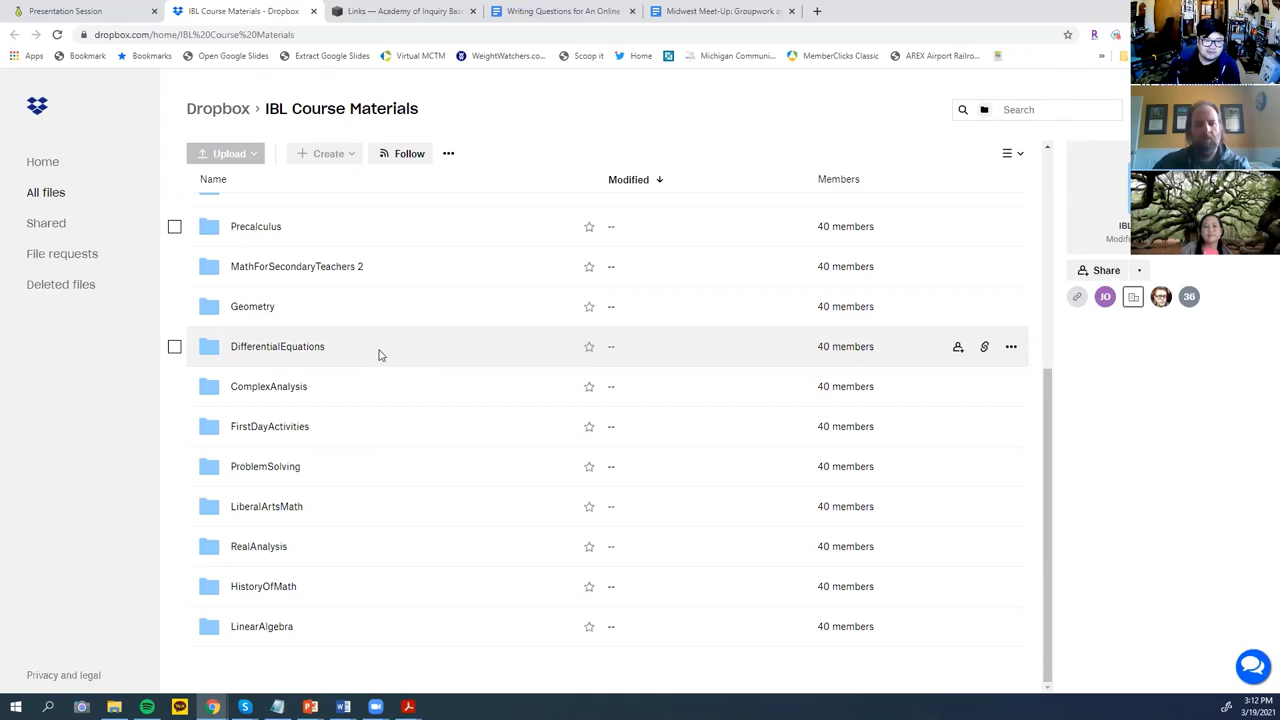 Presentation Session
IBL Course Materials - Dropbox
Links — Academy of Inquiry Bas
Writing Questions for An Online
Midwest Meet-Up: Groupwork a
dropbox.com/home/IBL%20Course%20Materials
Apps
Bookmark
Bookmarks
Open Google Slides
Extract Google Slides
Virtual MCTM
WeightWatchers.co...
Scoop it
Home
Michigan Communi...
MemberClicks Classic
AREX Airport Railro...
Dropbox › IBL Course Materials
Search
Home
All files
Shared
File requests
Deleted files
Privacy and legal
Upload
Create
Follow
Name Modified Members
Precalculus -- 40 members
MathForSecondaryTeachers 2 -- 40 members
Geometry -- 40 members
DifferentialEquations -- 40 members
ComplexAnalysis -- 40 members
FirstDayActivities -- 40 members
ProblemSolving -- 40 members
LiberalArtsMath -- 40 members
RealAnalysis -- 40 members
HistoryOfMath -- 40 members
LinearAlgebra -- 40 members
IBL
Modifi
Share
JO
36
TALK
3:12 PM
3/19/2021